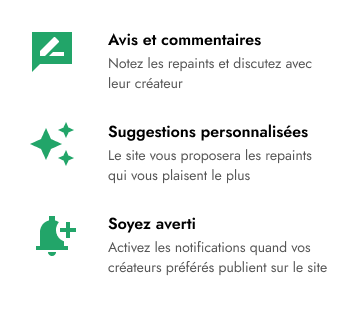 Avis et commentaires
Notez les repaints et discutez avec
leur créateur
Suggestions personnalisées
Le site vous proposera les repaints
qui vous plaisent le plus
Soyez averti
Activez les notifications quand vos
créateurs préférés publient sur le site